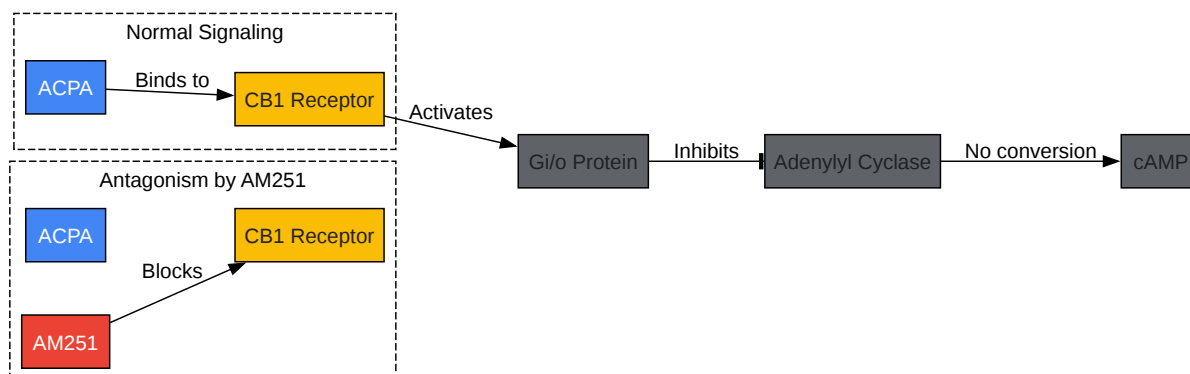 Normal Signaling
ACPA
Binds to
CB1 Receptor
Activates
Gi/o Protein
Inhibits
Adenylyl Cyclase
No conversion
cAMP
Antagonism by AM251
ACPA
CB1 Receptor
Blocks
AM251